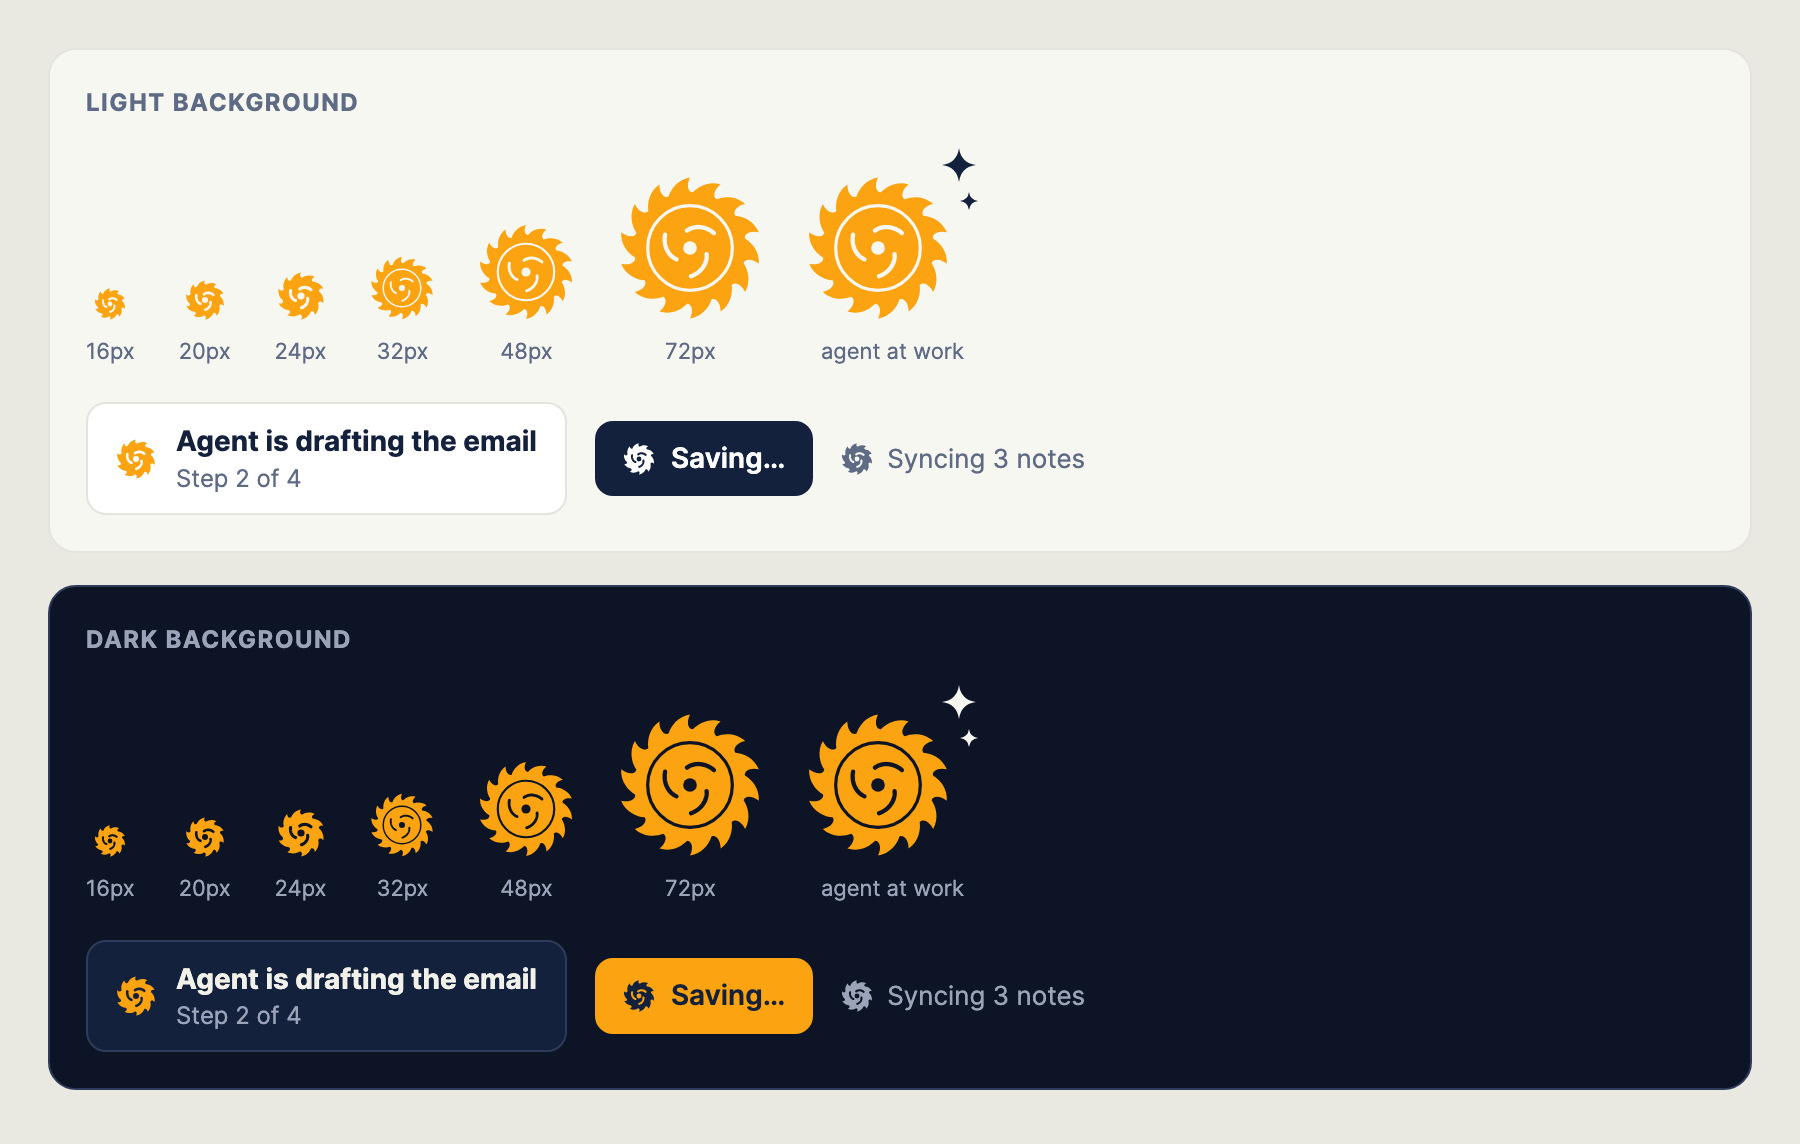 LIGHT BACKGROUND
16px 20px 24px 32px 48px 72px agent at work
Agent is drafting the email
Step 2 of 4
Saving...
Syncing 3 notes
DARK BACKGROUND
16px 20px 24px 32px 48px 72px agent at work
Agent is drafting the email
Step 2 of 4
Saving...
Syncing 3 notes